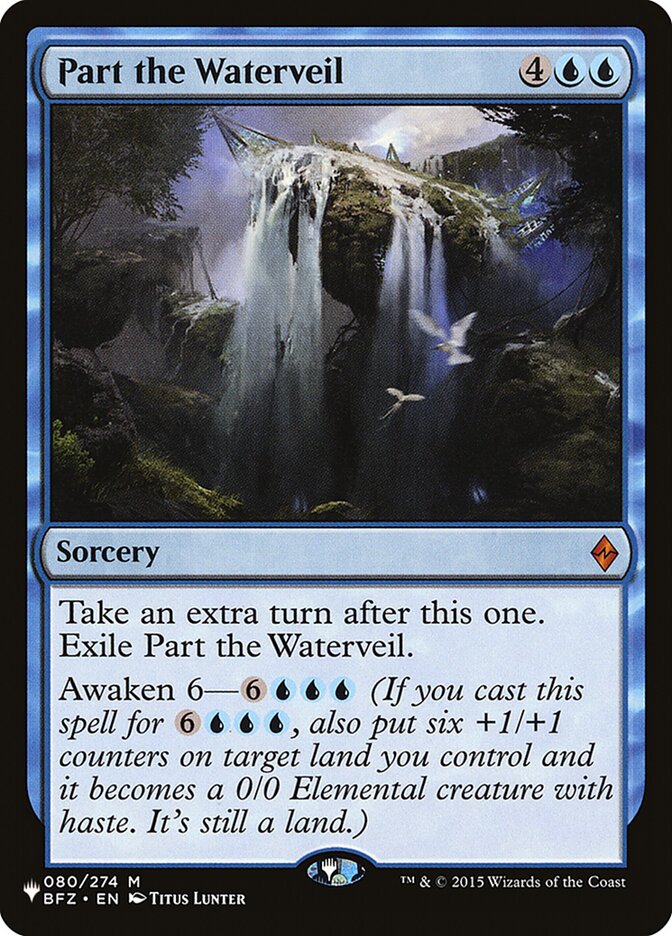 Part the Waterveil 4
Sorcery
Take an extra turn after this one.
Exile Part the Waterveil.
Awaken 6—6 (If you cast this
spell for 6, also put six +1/+1
counters on target land you control and
it becomes a 0/0 Elemental creature with
haste. It's still a land.)
080/274 M
BFZ • EN Titus Lunter
™ & © 2015 Wizards of the Coast